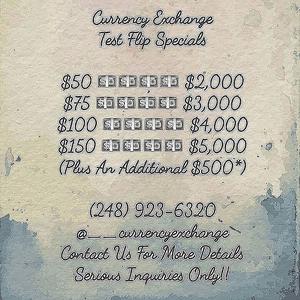 Currency Exchange
Test Flip Specials
$50 💵💵💵💵 $2,000
$75 💵💵💵💵 $3,000
$100 💵💵💵💵 $4,000
$150 💵💵💵💵 $5,000
(Plus An Additional $500*)
(248) 923-6320
@___currencyexchange
Contact Us For More Details
Serious Inquiries Only!!